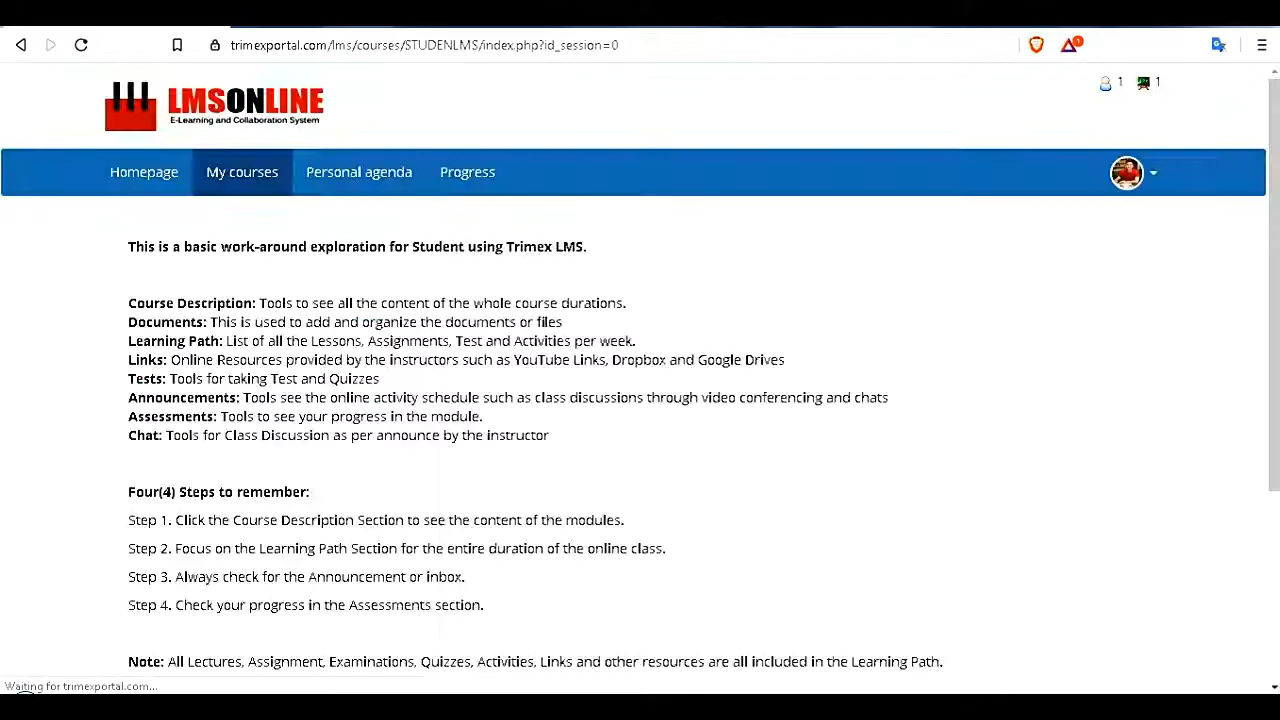 trimexportal.com/lms/courses/STUDENLMS/index.php?id_session=0
1
LMSONLINE
E-Learning and Collaboration System
1 1
Homepage My courses Personal agenda Progress
This is a basic work-around exploration for Student using Trimex LMS.
Course Description: Tools to see all the content of the whole course durations.
Documents: This is used to add and organize the documents or files
Learning Path: List of all the Lessons, Assignments, Test and Activities per week.
Links: Online Resources provided by the instructors such as YouTube Links, Dropbox and Google Drives
Tests: Tools for taking Test and Quizzes
Announcements: Tools see the online activity schedule such as class discussions through video conferencing and chats
Assessments: Tools to see your progress in the module.
Chat: Tools for Class Discussion as per announce by the instructor
Four(4) Steps to remember:
Step 1. Click the Course Description Section to see the content of the modules.
Step 2. Focus on the Learning Path Section for the entire duration of the online class.
Step 3. Always check for the Announcement or inbox.
Step 4. Check your progress in the Assessments section.
Note: All Lectures, Assignment, Examinations, Quizzes, Activities, Links and other resources are all included in the Learning Path.
Waiting for trimexportal.com...